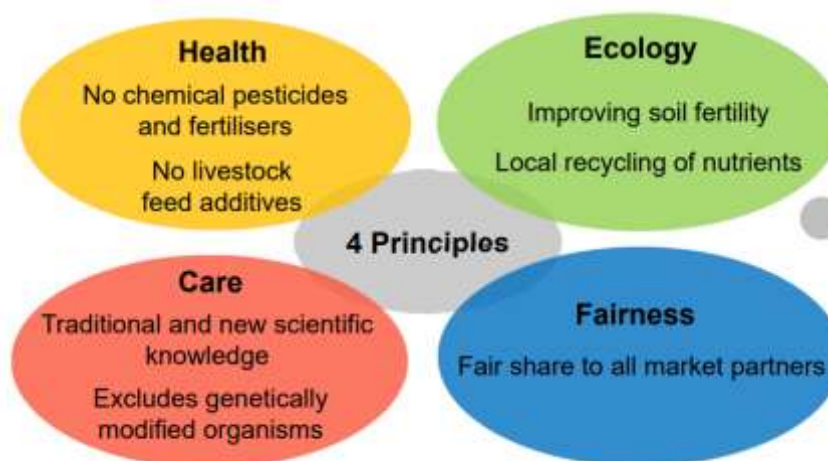 Health
No chemical pesticides
and fertilisers
No livestock
feed additives
Ecology
Improving soil fertility
Local recycling of nutrients
4 Principles
Care
Traditional and new scientific
knowledge
Excludes genetically
modified organisms
Fairness
Fair share to all market partners